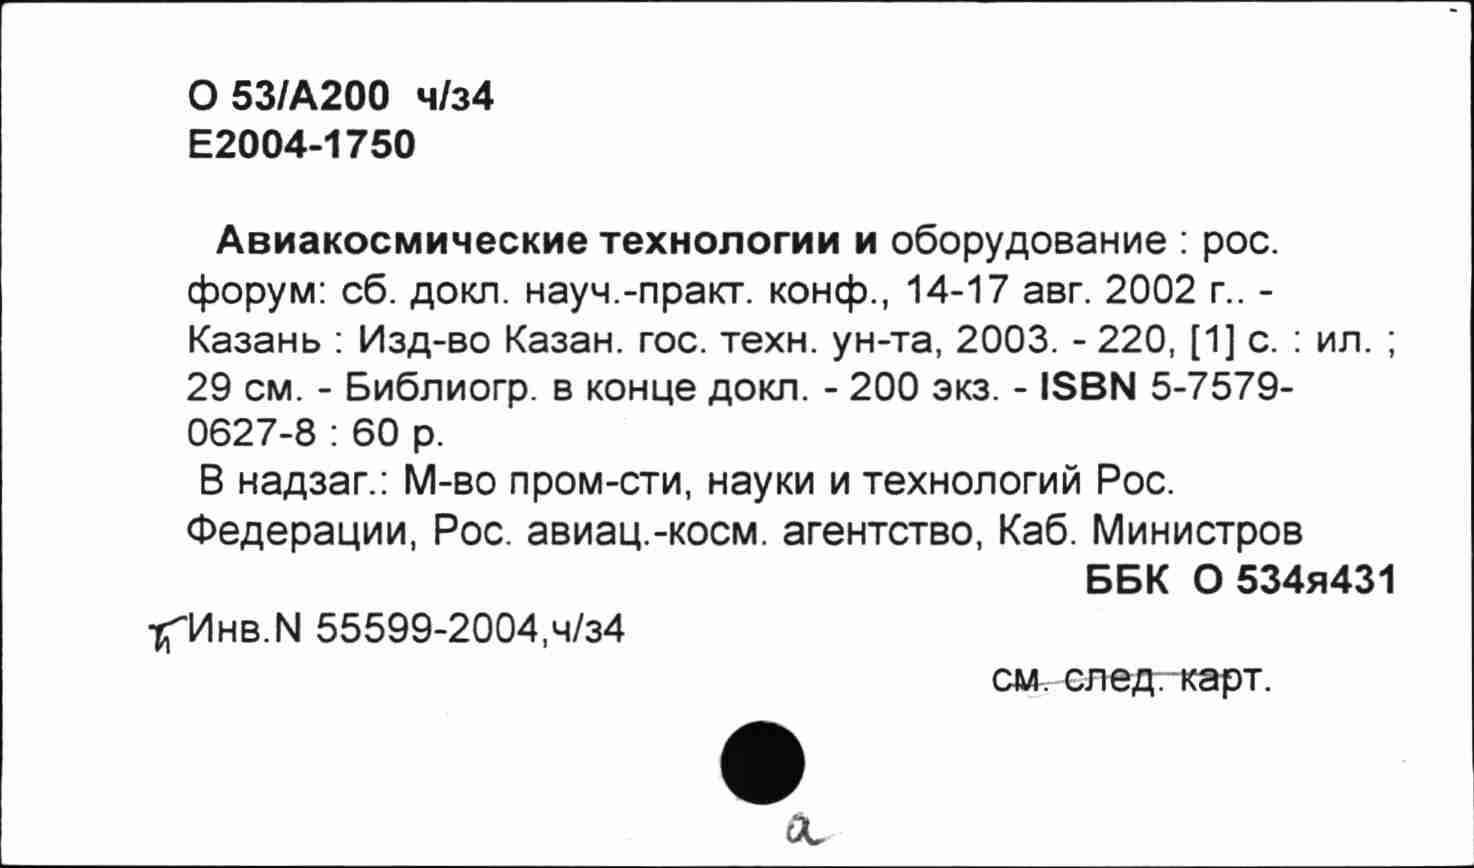 О 53/А200 ч/з4
Е2004-1750
Авиакосмические технологии и оборудование : рос.
форум: сб. докл. науч.-практ. конф., 14-17 авг. 2002 г.. -
Казань : Изд-во Казан. гос. техн. ун-та, 2003. - 220, [1] с. : ил. ;
29 см. - Библиогр. в конце докл. - 200 экз. - ISBN 5-7579-
0627-8 : 60 р.
В надзаг.: М-во пром-сти, науки и технологий Рос.
Федерации, Рос. авиац.-косм. агентство, Каб. Министров
ББК О 534я431
Инв.N 55599-2004,ч/з4
см. след. карт.
а